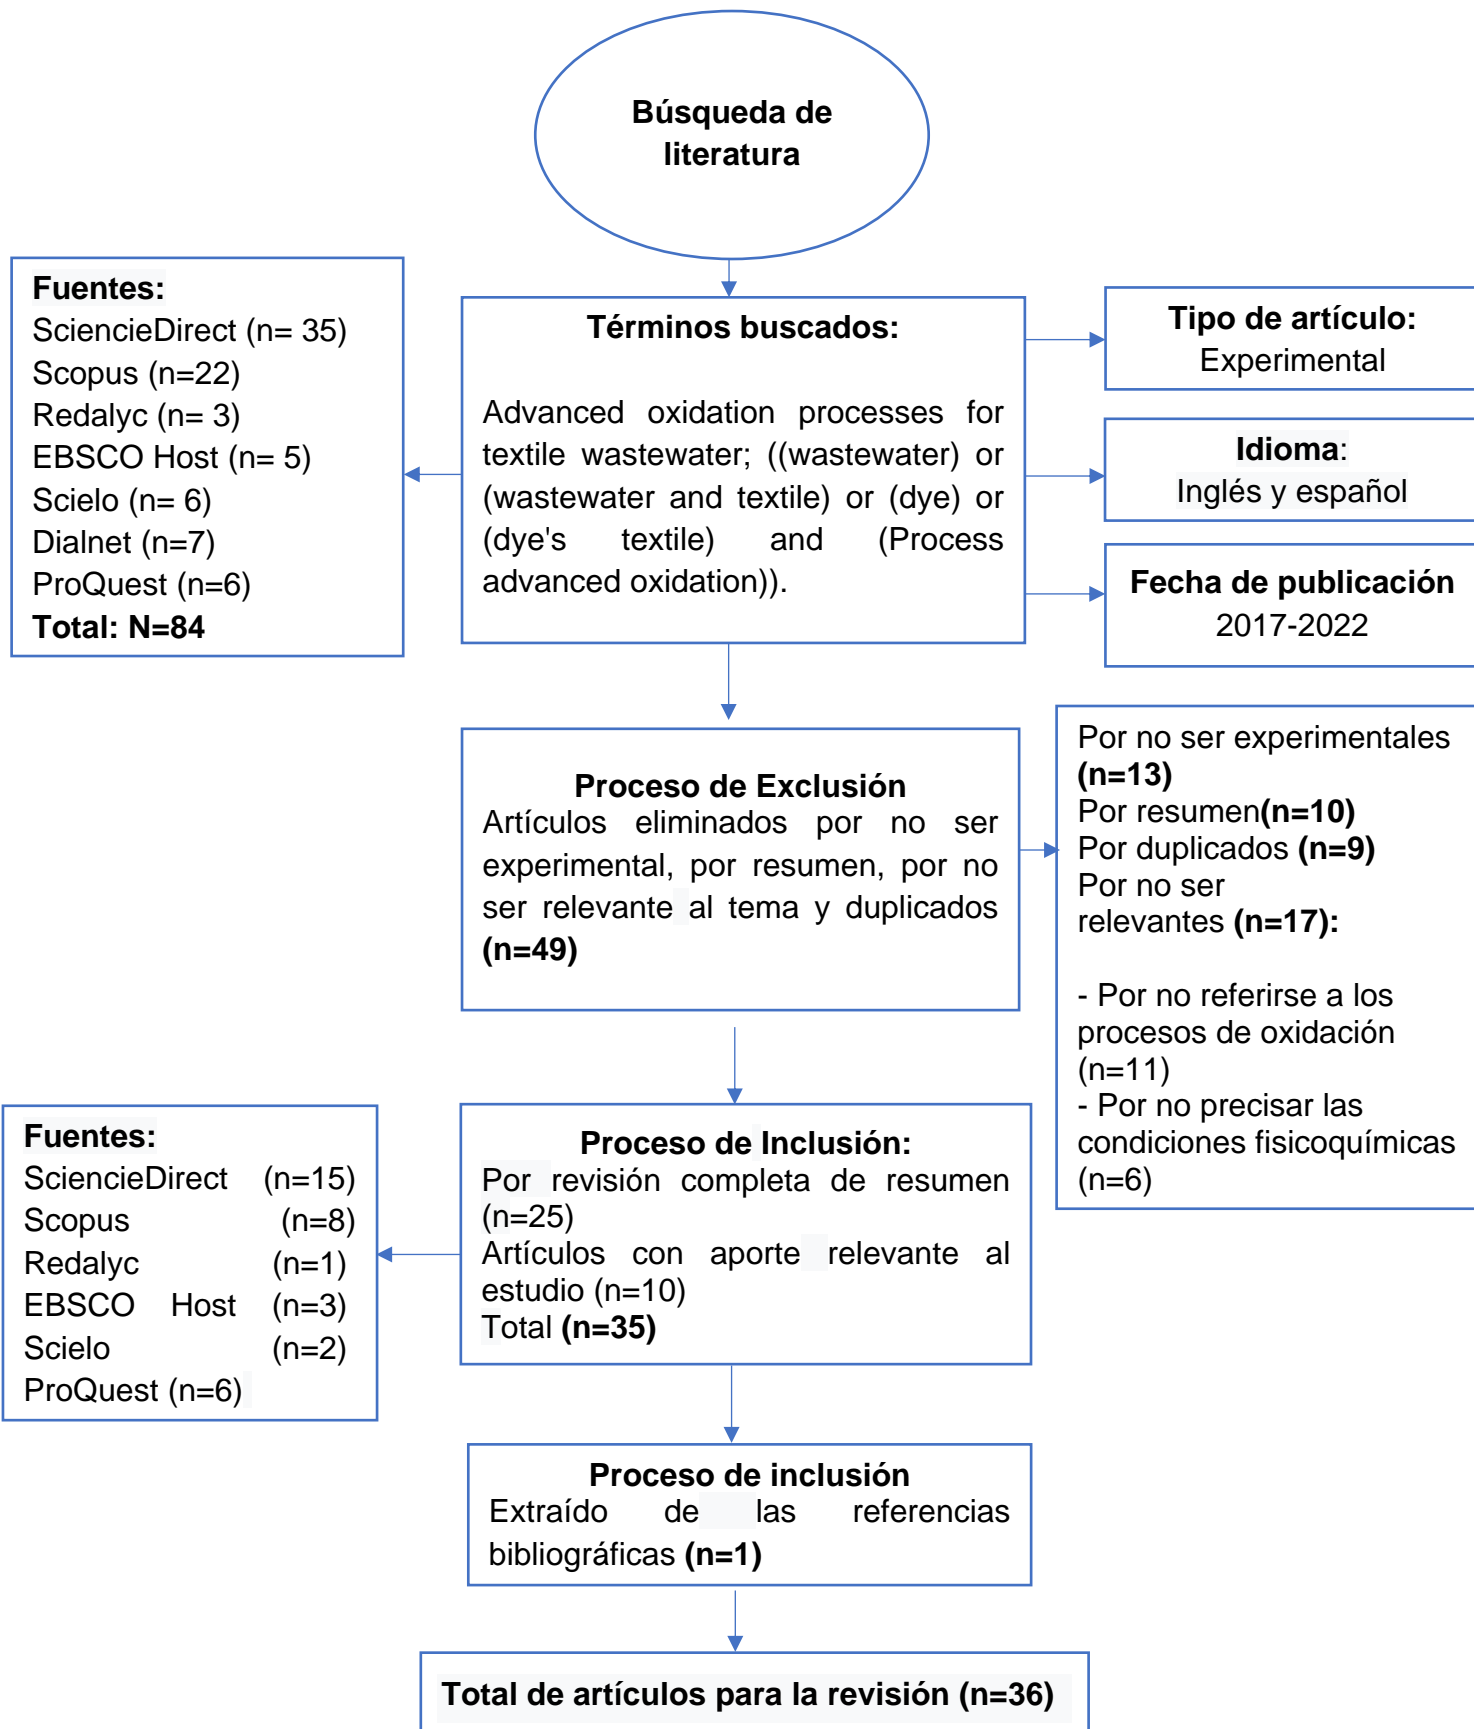 Búsqueda de
literatura
Fuentes:
SciencieDirect (n= 35)
Scopus (n=22)
Redalyc (n= 3)
EBSCO Host (n= 5)
Scielo (n= 6)
Dialnet (n=7)
ProQuest (n=6)
Total: N=84
Términos buscados:
Advanced oxidation processes for
textile wastewater; ((wastewater) or
(wastewater and textile) or (dye) or
(dye's textile) and (Process
advanced oxidation)).
Tipo de artículo:
Experimental
Idioma:
Inglés y español
Fecha de publicación
2017-2022
Proceso de Exclusión
Artículos eliminados por no ser
experimental, por resumen, por no
ser relevante al tema y duplicados
(n=49)
Por no ser experimentales
(n=13)
Por resumen(n=10)
Por duplicados (n=9)
Por no ser
relevantes (n=17):
- Por no referirse a los
procesos de oxidación
(n=11)
- Por no precisar las
condiciones fisicoquímicas
(n=6)
Fuentes:
SciencieDirect (n=15)
Scopus (n=8)
Redalyc (n=1)
EBSCO Host (n=3)
Scielo (n=2)
ProQuest (n=6)
Proceso de Inclusión:
Por revisión completa de resumen
(n=25)
Artículos con aporte relevante al
estudio (n=10)
Total (n=35)
Proceso de inclusión
Extraído de las referencias
bibliográficas (n=1)
Total de artículos para la revisión (n=36)